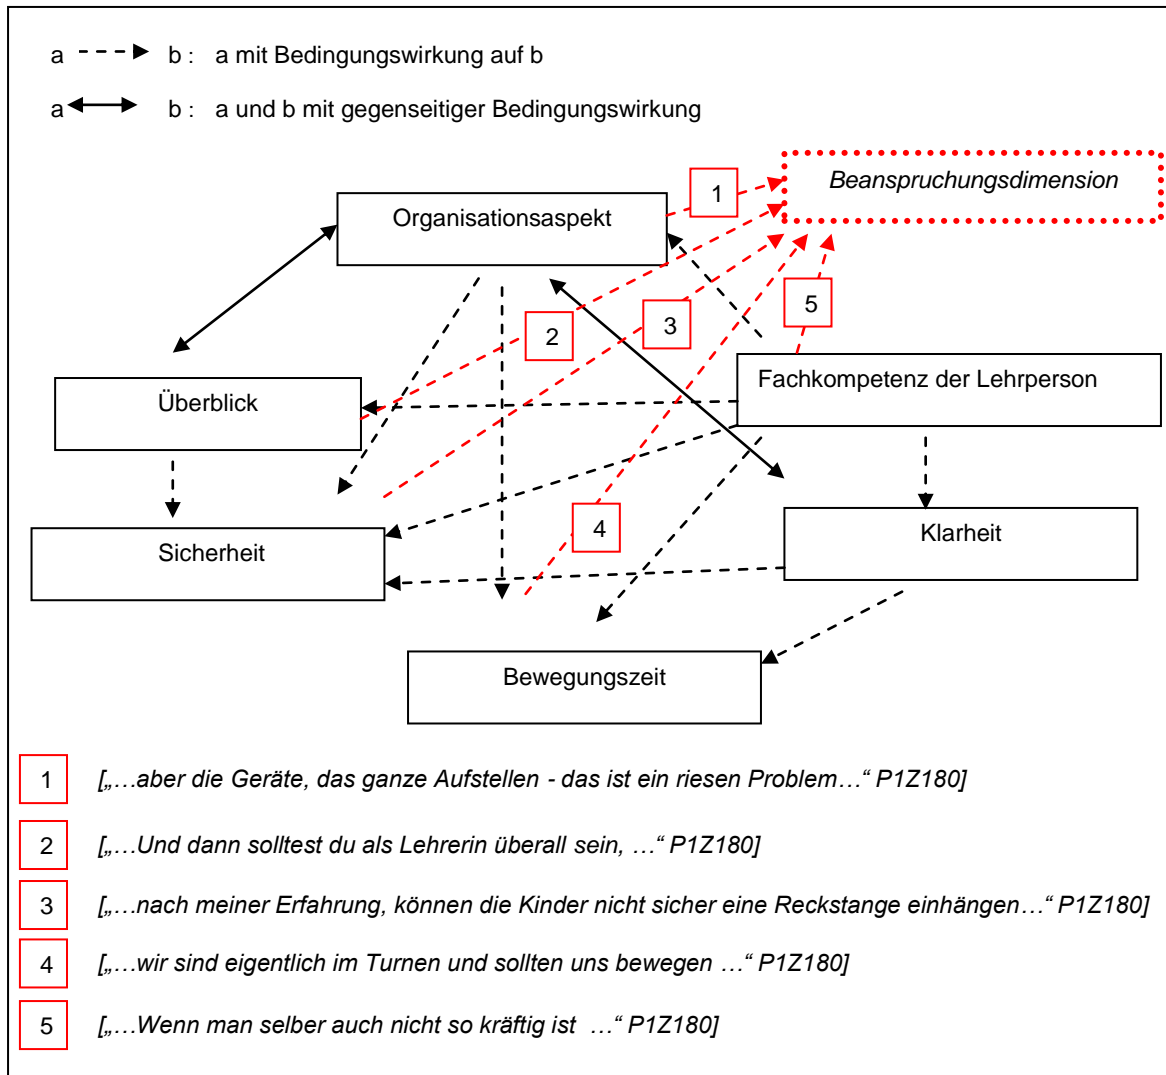 a b : a mit Bedingungswirkung auf b
a b : a und b mit gegenseitiger Bedingungswirkung
Beanspruchungsdimension
1
Organisationsaspekt
5
2
3
Überblick
Fachkompetenz der Lehrperson
4
Sicherheit
Klarheit
Bewegungszeit
1 [„…aber die Geräte, das ganze Aufstellen - das ist ein riesen Problem…“ P1Z180]
2 [„…Und dann solltest du als Lehrerin überall sein, …“ P1Z180]
3 [„…nach meiner Erfahrung, können die Kinder nicht sicher eine Reckstange einhängen…“ P1Z180]
4 [„…wir sind eigentlich im Turnen und sollten uns bewegen …“ P1Z180]
5 [„…Wenn man selber auch nicht so kräftig ist …“ P1Z180]